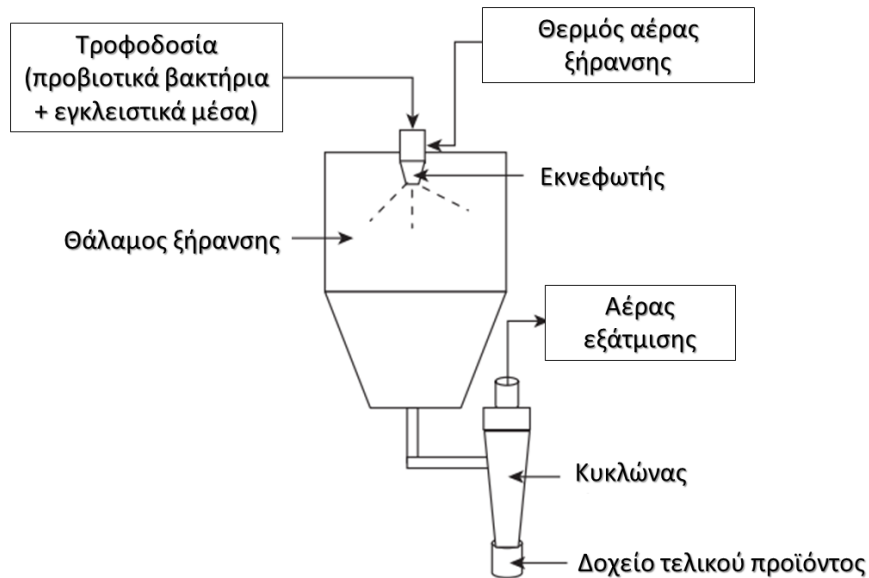 Τροφοδοσία
(προβιοτικά βακτήρια
+ εγκλειστικά μέσα)
Θερμός αέρας
ξήρανσης
Εκνεφωτής
Θάλαμος ξήρανσης
Αέρας
εξάτμισης
Κυκλώνας
Δοχείο τελικού προϊόντος